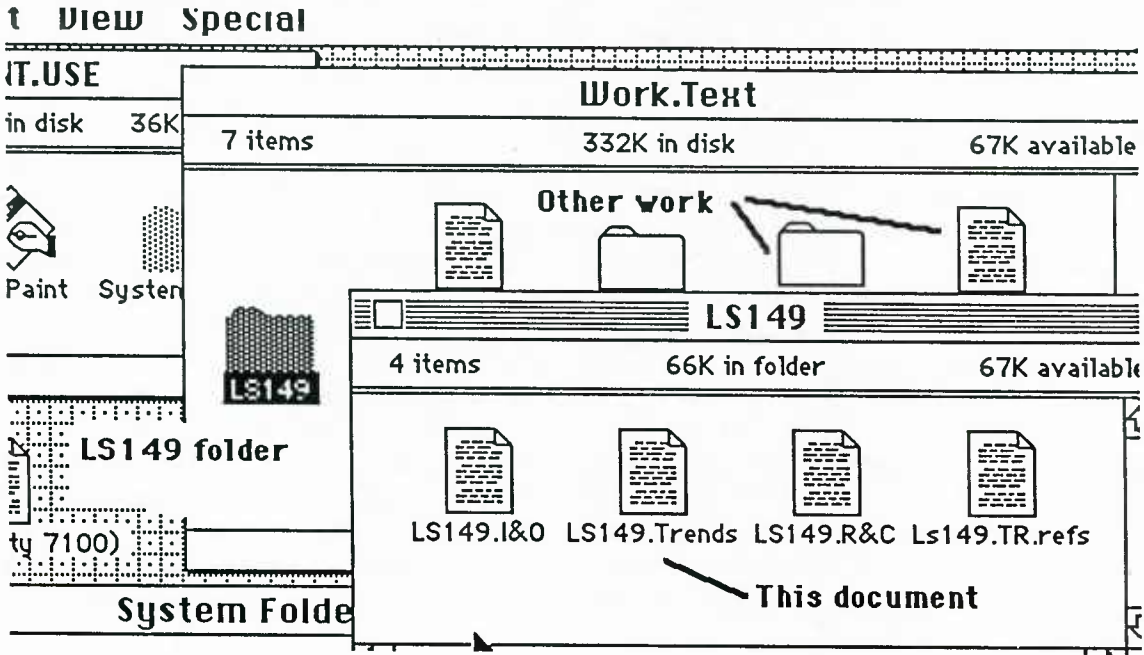 t View Special
IT.USE
Work.Text
in disk 36K
7 items 332K in disk 67K available
Other work
Paint System
LS149
4 items 66K in folder 67K available
LS149
LS149 folder
LS149.I&O LS149.Trends LS149.R&C Ls149.TR.refs
ty 7100)
This document
System Folde